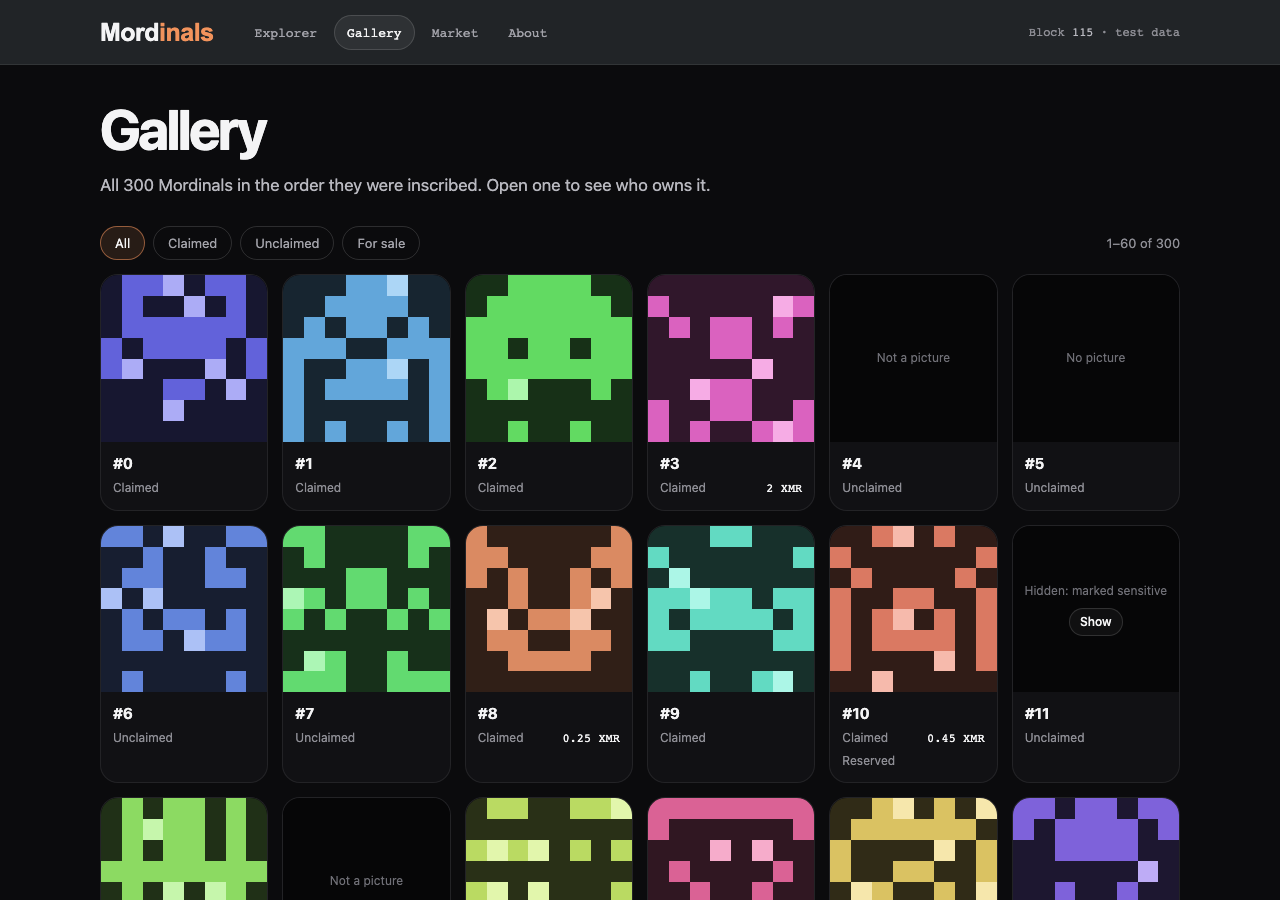 Mordinals Explorer Gallery Market About Block 115 · test data
Gallery
All 300 Mordinals in the order they were inscribed. Open one to see who owns it.
All Claimed Unclaimed For sale 1–60 of 300
Not a picture No picture
#0 #1 #2 #3 #4 #5
Claimed Claimed Claimed Claimed 2 XMR Unclaimed Unclaimed
Hidden: marked sensitive
Show
#6 #7 #8 #9 #10 #11
Unclaimed Unclaimed Claimed 0.25 XMR Claimed Claimed 0.45 XMR Unclaimed
Reserved
Not a picture